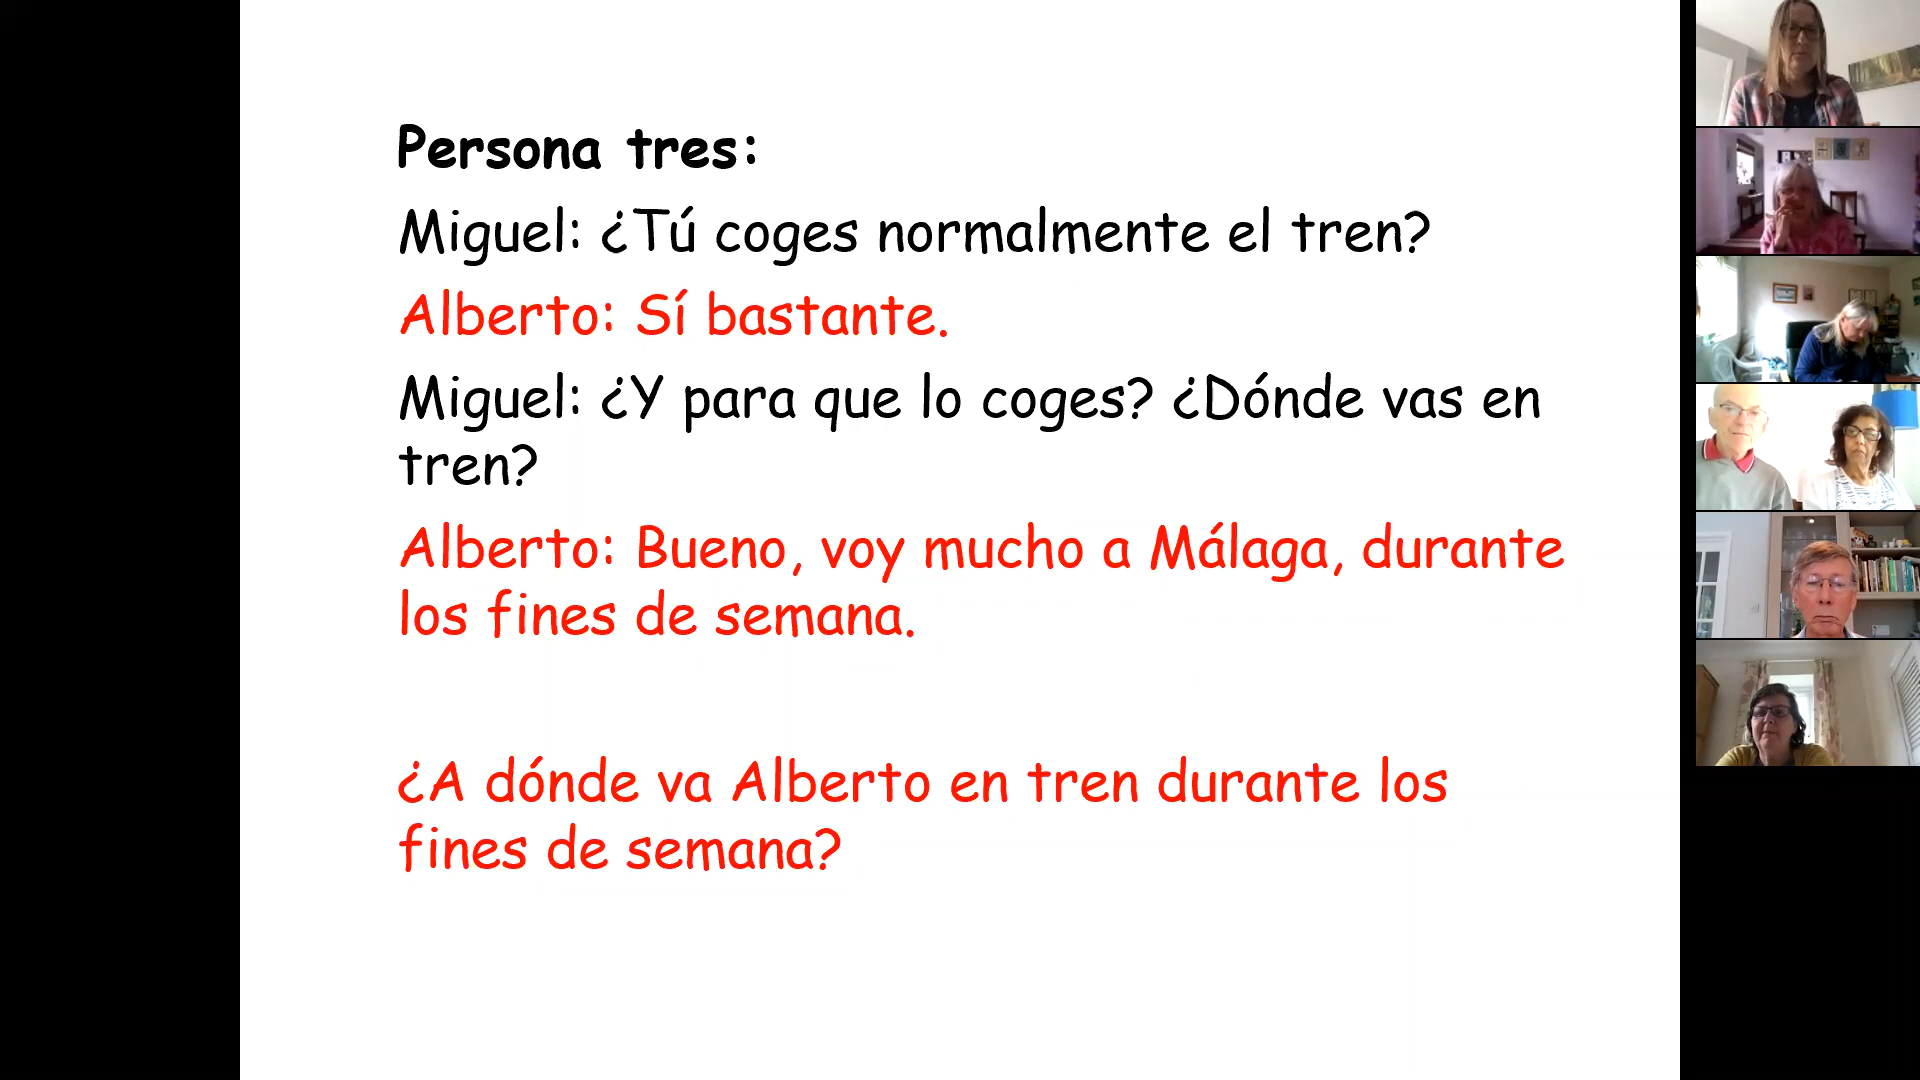 Persona tres:
Miguel: ¿Tú coges normalmente el tren?
Alberto: Sí bastante.
Miguel: ¿Y para que lo coges? ¿Dónde vas en
tren?
Alberto: Bueno, voy mucho a Málaga, durante
los fines de semana.
¿A dónde va Alberto en tren durante los
fines de semana?